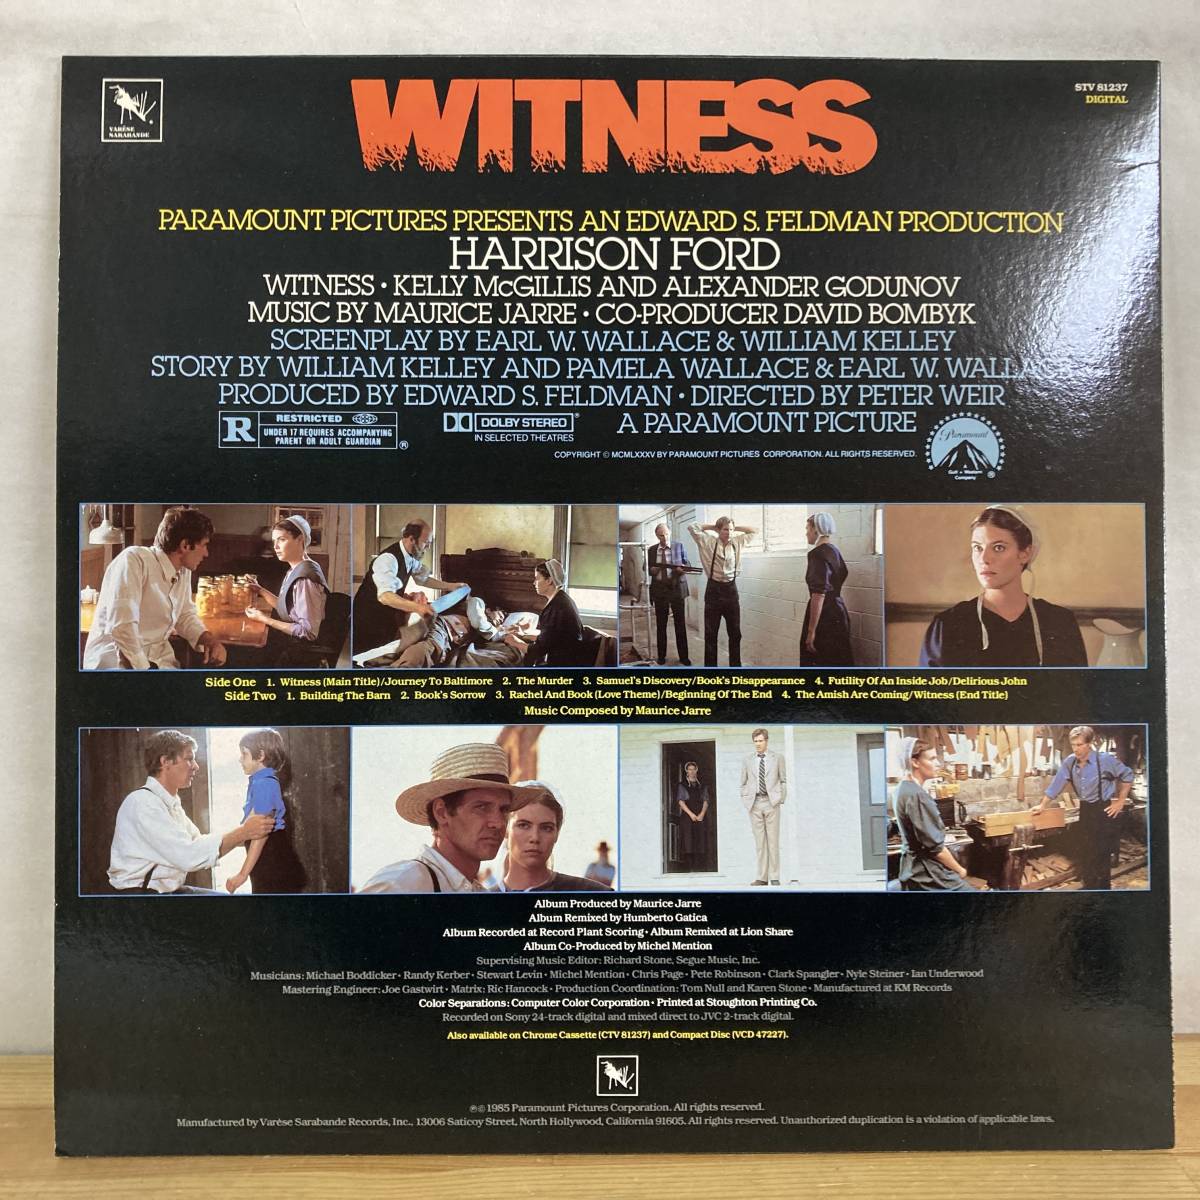 VARÈSE
SARABANDE
WITNESS
STV 81237
DIGITAL
PARAMOUNT PICTURES PRESENTS AN EDWARD S. FELDMAN PRODUCTION
HARRISON FORD
WITNESS · KELLY McGILLIS AND ALEXANDER GODUNOV
MUSIC BY MAURICE JARRE · CO-PRODUCER DAVID BOMBYK
SCREENPLAY BY EARL W. WALLACE & WILLIAM KELLEY
STORY BY WILLIAM KELLEY AND PAMELA WALLACE & EARL W. WALLACE
PRODUCED BY EDWARD S. FELDMAN · DIRECTED BY PETER WEIR
R RESTRICTED
UNDER 17 REQUIRES ACCOMPANYING
PARENT OR ADULT GUARDIAN ®
DOLBY STEREO ®
IN SELECTED THEATRES
A PARAMOUNT PICTURE
COPYRIGHT © MCMLXXXV BY PARAMOUNT PICTURES CORPORATION. ALL RIGHTS RESERVED.
Paramount
Gulf + Western
Company ®
Side One 1. Witness (Main Title)/Journey To Baltimore 2. The Murder 3. Samuel's Discovery/Book's Disappearance 4. Futility Of An Inside Job/Delirious John
Side Two 1. Building The Barn 2. Book's Sorrow 3. Rachel And Book (Love Theme)/Beginning Of The End 4. The Amish Are Coming/Witness (End Title)
Music Composed by Maurice Jarre
Album Produced by Maurice Jarre
Album Remixed by Humberto Gatica
Album Recorded at Record Plant Scoring · Album Remixed at Lion Share
Album Co-Produced by Michel Mention
Supervising Music Editor: Richard Stone, Segue Music, Inc.
Musicians: Michael Boddicker · Randy Kerber · Stewart Levin · Michel Mention · Chris Page · Pete Robinson · Clark Spangler · Nyle Steiner · Ian Underwood
Mastering Engineer: Joe Gastwirt · Matrix: Ric Hancock · Production Coordination: Tom Null and Karen Stone · Manufactured at KM Records
Color Separations: Computer Color Corporation · Printed at Stoughton Printing Co.
Recorded on Sony 24-track digital and mixed direct to JVC 2-track digital.
Also available on Chrome Cassette (CTV 81237) and Compact Disc (VCD 47227).
℗© 1985 Paramount Pictures Corporation. All rights reserved.
Manufactured by Varèse Sarabande Records, Inc., 13006 Saticoy Street, North Hollywood, California 91605. All rights reserved. Unauthorized duplication is a violation of applicable laws.